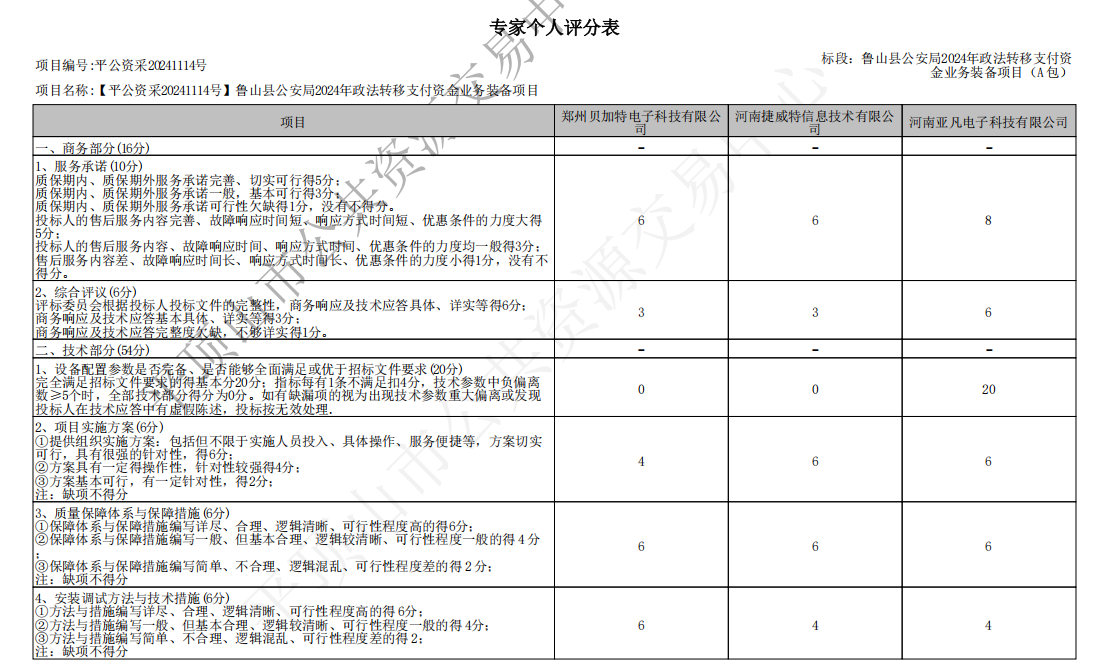 专家个人评分表
项目编号:平公资采20241114号
标段：鲁山县公安局2024年政法转移支付资
金业务装备项目（A包）
项目名称:【平公资采20241114号】鲁山县公安局2024年政法转移支付资金业务装备项目
项目
郑州贝加特电子科技有限公
司
河南捷威特信息技术有限公
司
河南亚凡电子科技有限公司
一、商务部分(16分)
－ － －
1、服务承诺(10分)
质保期内、质保期外服务承诺完善、切实可行得5分；
质保期内、质保期外服务承诺一般，基本可行得3分；
质保期内、质保期外服务承诺可行性欠缺得1分，没有不得分。
投标人的售后服务内容完善、故障响应时间短、响应方式时间短、优惠条件的力度大得
5分；
投标人的售后服务内容、故障响应时间、响应方式时间、优惠条件的力度均一般得3分；
售后服务内容差、故障响应时间长、响应方式时间长、优惠条件的力度小得1分，没有不
得分。
6 6 8
2、综合评议(6分)
评标委员会根据投标人投标文件的完整性，商务响应及技术应答具体、详实等得6分；
商务响应及技术应答基本具体、详实等得3分；
商务响应及技术应答完整度欠缺，不够详实得1分。
3 3 6
二、技术部分(54分)
－ － －
1、设备配置参数是否完备、是否能够全面满足或优于招标文件要求(20分)
完全满足招标文件要求的得基本分20分；指标每有1条不满足扣4分，技术参数中负偏离
数≥5个时，全部技术部分得分为0分。如有缺漏项的视为出现技术参数重大偏离或发现
投标人在技术应答中有虚假陈述，投标按无效处理.
0 0 20
2、项目实施方案(6分)
①提供组织实施方案：包括但不限于实施人员投入、具体操作、服务便捷等，方案切实
可行，具有很强的针对性，得6分；
②方案具有一定得操作性，针对性较强得4分；
③方案基本可行，有一定针对性，得2分；
注：缺项不得分
4 6 6
3、质量保障体系与保障措施(6分)
①保障体系与保障措施编写详尽、合理、逻辑清晰、可行性程度高的得6分；
②保障体系与保障措施编写一般、但基本合理、逻辑较清晰、可行性程度一般的得 4 分
；
③保障体系与保障措施编写简单、不合理、逻辑混乱、可行性程度差的得 2 分；
注：缺项不得分
6 6 6
4、安装调试方法与技术措施(6分)
①方法与措施编写详尽、合理、逻辑清晰、可行性程度高的得 6分；
②方法与措施编写一般、但基本合理、逻辑较清晰、可行性程度一般的得 4分；
③方法与措施编写简单、不合理、逻辑混乱、可行性程度差的得 2；
注：缺项不得分
6 4 4
平顶山市公共资源交易中
平顶山市公共资源交易中心